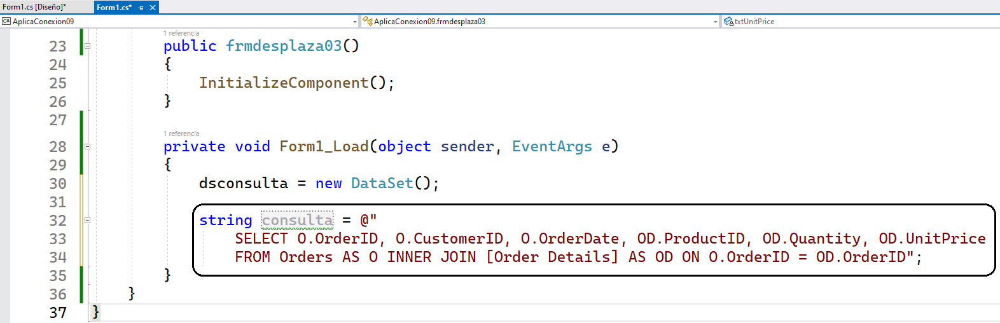 Form1.cs [Diseño]* Form1.cs*
AplicaConexion09 AplicaConexion09.frmdesplaza03 txtUnitPrice
1 referencia
23 public frmdesplaza03()
24 {
25 InitializeComponent();
26 }
27
1 referencia
28 private void Form1_Load(object sender, EventArgs e)
29 {
30 dsconsulta = new DataSet();
31
32 string consulta = @"
33 SELECT O.OrderID, O.CustomerID, O.OrderDate, OD.ProductID, OD.Quantity, OD.UnitPrice
34 FROM Orders AS O INNER JOIN [Order Details] AS OD ON O.OrderID = OD.OrderID";
35 }
36 }
37 }